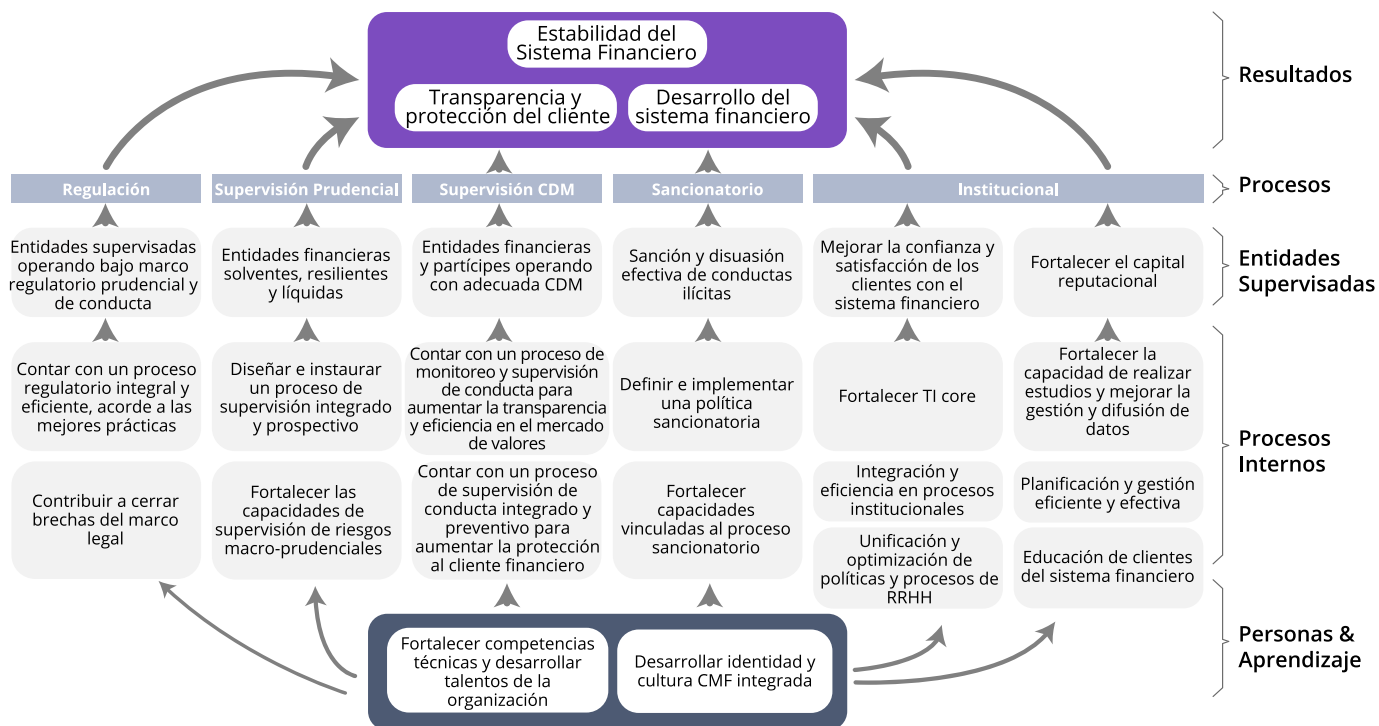 Estabilidad del
Sistema Financiero
Transparencia y
protección del cliente
Desarrollo del
sistema financiero
Resultados
Regulación
Supervisión Prudencial
Supervisión CDM
Sancionatorio
Institucional
Procesos
Entidades supervisadas
operando bajo marco
regulatorio prudencial y
de conducta
Entidades financieras
solventes, resilientes
y líquidas
Entidades financieras
y partícipes operando
con adecuada CDM
Sanción y disuasión
efectiva de conductas
ilícitas
Mejorar la confianza y
satisfacción de los
clientes con el
sistema financiero
Fortalecer el capital
reputacional
Entidades
Supervisadas
Contar con un proceso
regulatorio integral y
eficiente, acorde a las
mejores prácticas
Diseñar e instaurar
un proceso de
supervisión integrado
y prospectivo
Contar con un proceso de
monitoreo y supervisión
de conducta para
aumentar la transparencia
y eficiencia en el mercado
de valores
Definir e implementar
una política
sancionatoria
Fortalecer TI core
Fortalecer la
capacidad de realizar
estudios y mejorar la
gestión y difusión de
datos
Procesos
Internos
Contribuir a cerrar
brechas del marco
legal
Fortalecer las
capacidades de
supervisión de riesgos
macro-prudenciales
Contar con un proceso
de supervisión de
conducta integrado y
preventivo para
aumentar la protección
al cliente financiero
Fortalecer
capacidades
vinculadas al proceso
sancionatorio
Integración y
eficiencia en procesos
institucionales
Planificación y gestión
eficiente y efectiva
Unificación y
optimización de
políticas y procesos de
RRHH
Educación de clientes
del sistema financiero
Fortalecer competencias
técnicas y desarrollar
talentos de la
organización
Desarrollar identidad y
cultura CMF integrada
Personas &
Aprendizaje